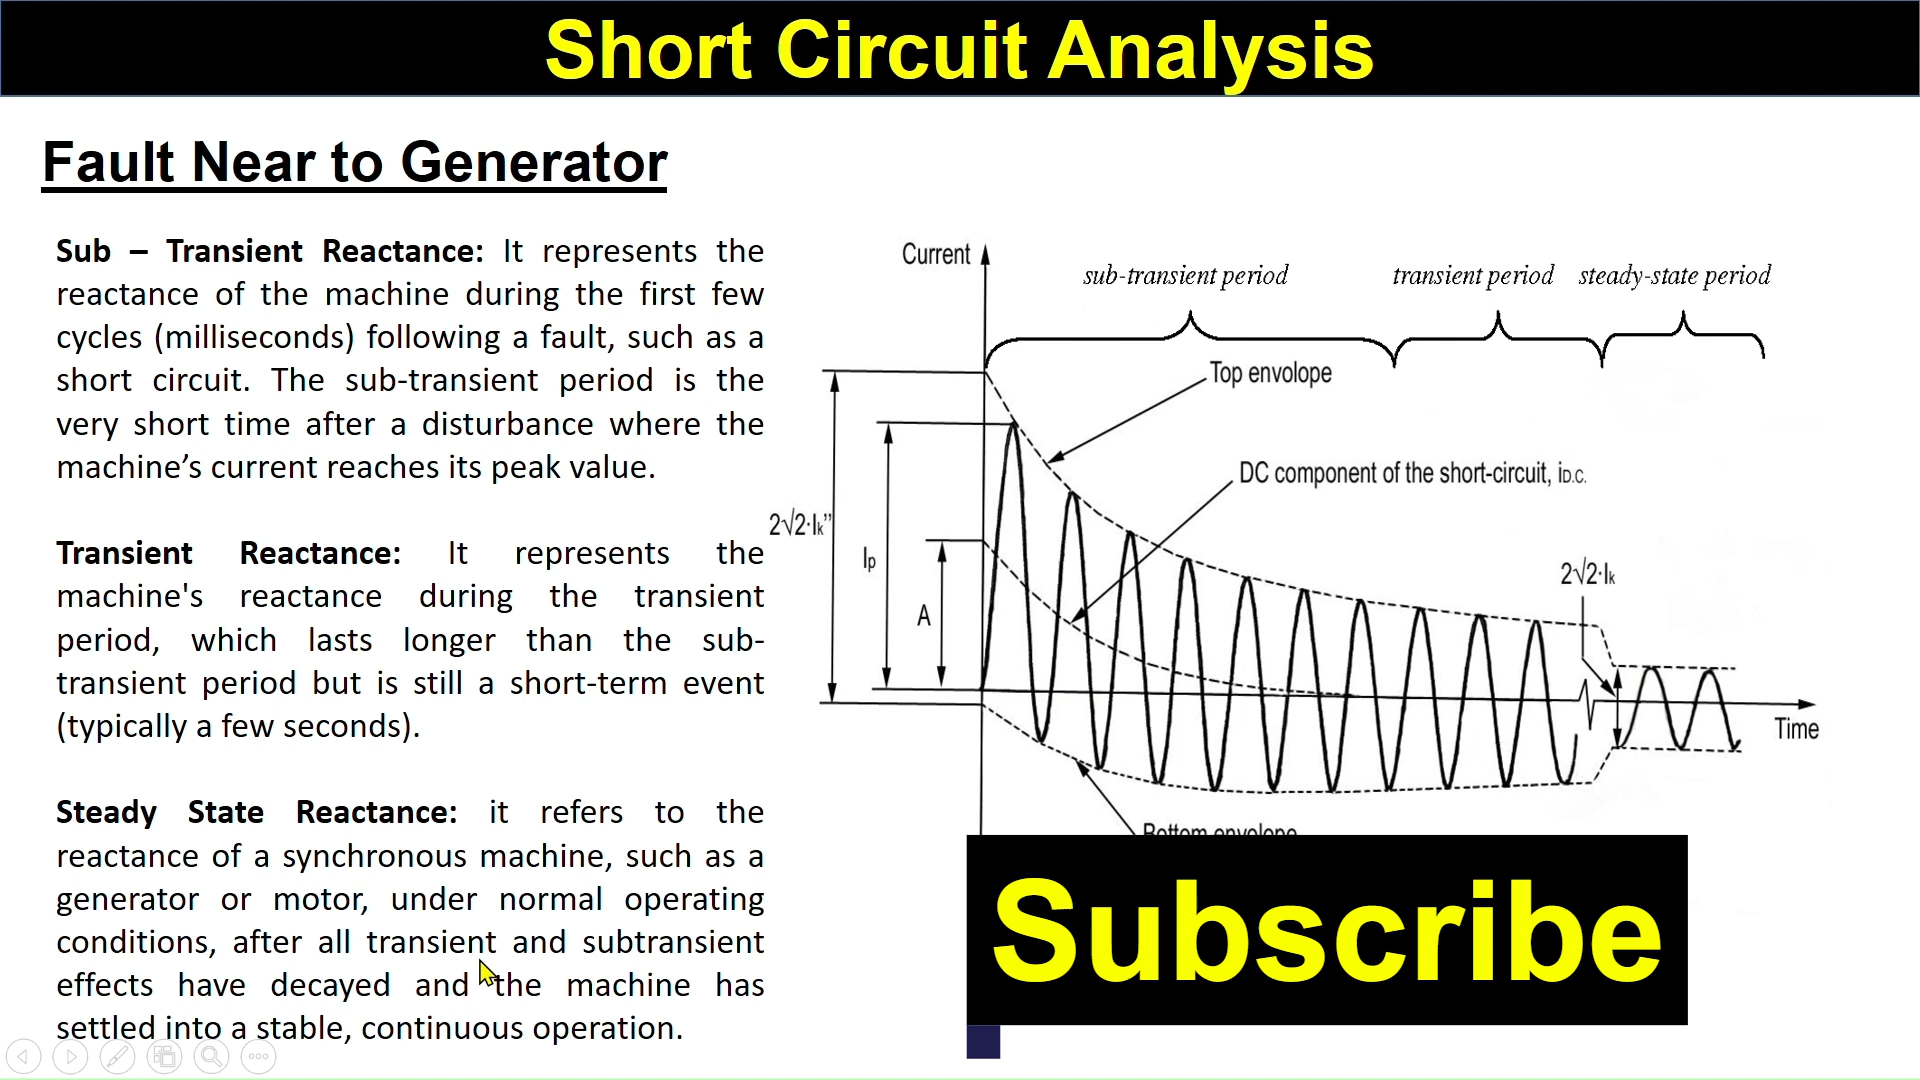 Short Circuit Analysis
Fault Near to Generator
Sub – Transient Reactance: It represents the
reactance of the machine during the first few
cycles (milliseconds) following a fault, such as a
short circuit. The sub-transient period is the
very short time after a disturbance where the
machine’s current reaches its peak value.
Transient Reactance: It represents the
machine's reactance during the transient
period, which lasts longer than the sub-
transient period but is still a short-term event
(typically a few seconds).
Steady State Reactance: it refers to the
reactance of a synchronous machine, such as a
generator or motor, under normal operating
conditions, after all transient and subtransient
effects have decayed and the machine has
settled into a stable, continuous operation.
Current
sub-transient period
transient period
steady-state period
Top envolope
DC component of the short-circuit, iD.C.
2√2·Ik”
Ip
A
2√2·Ik
Time
Bottom envolope
Subscribe